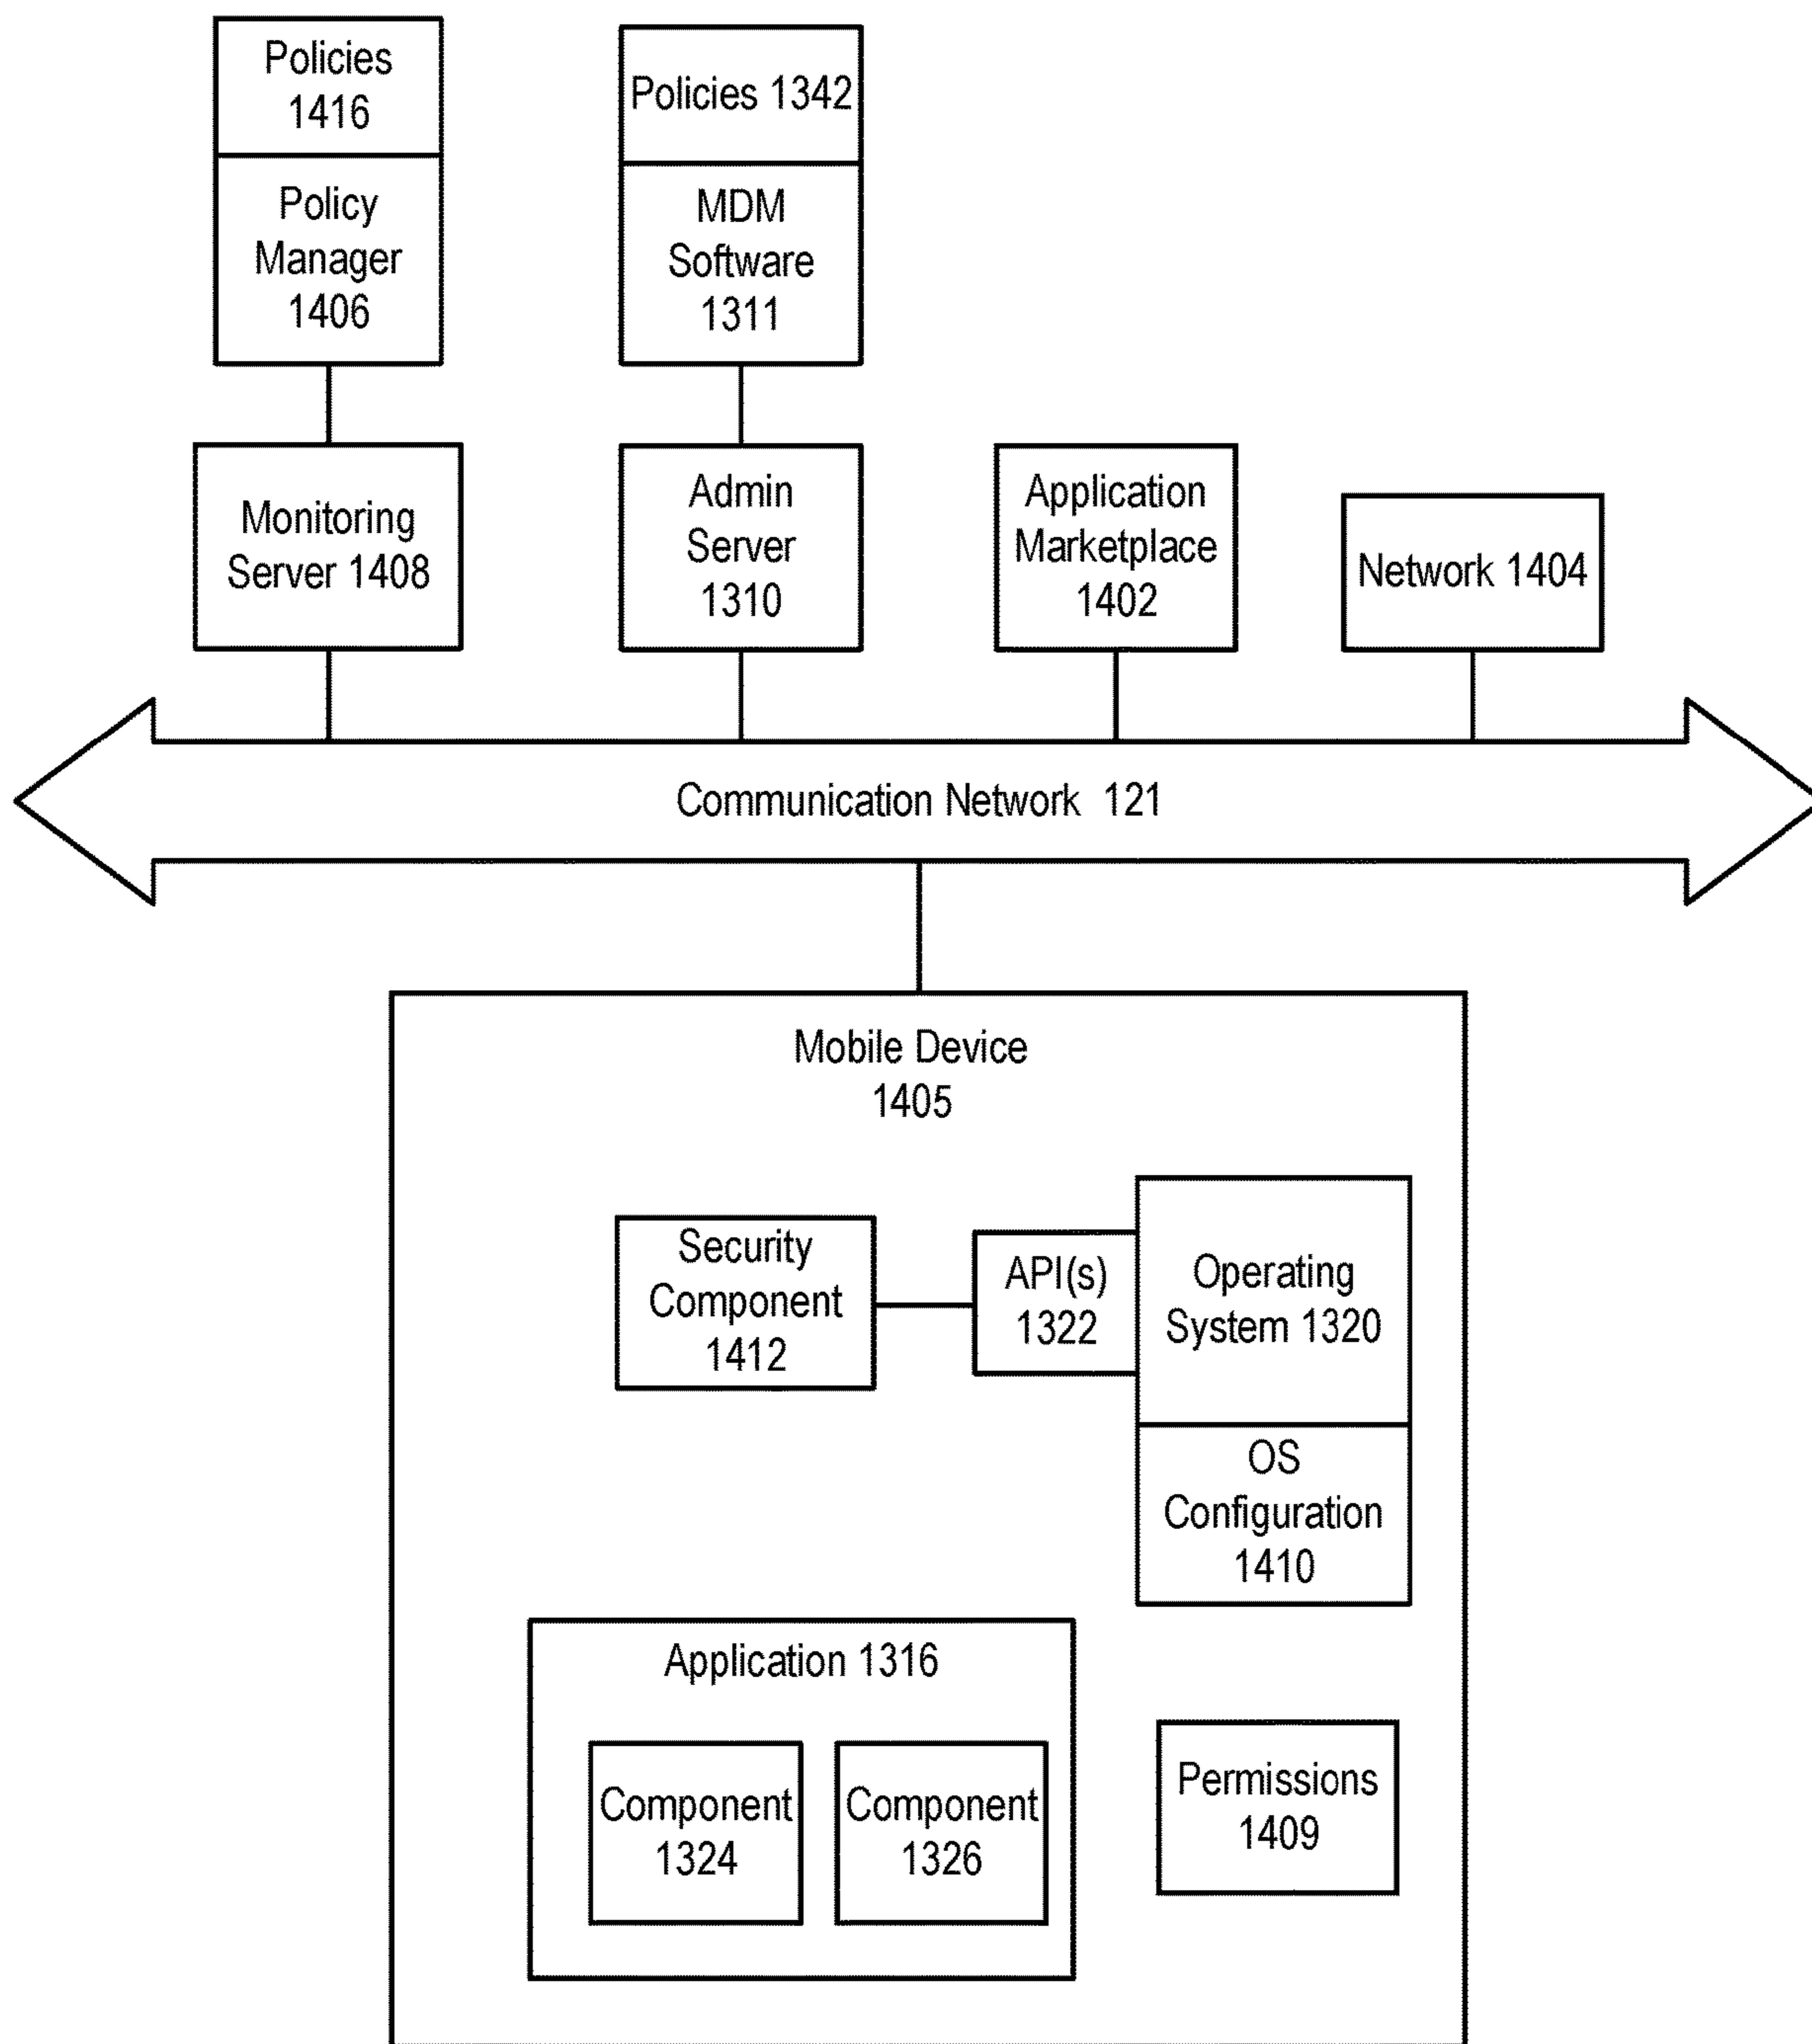 Policies
1416
Policy
Manager
1406
Policies 1342
MDM
Software
1311
Monitoring
Server 1408
Admin
Server
1310
Application
Marketplace
1402
Network 1404
Communication Network 121
Mobile Device
1405
Security
Component
1412
API(s)
1322
Operating
System 1320
OS
Configuration
1410
Application 1316
Component
1324
Component
1326
Permissions
1409